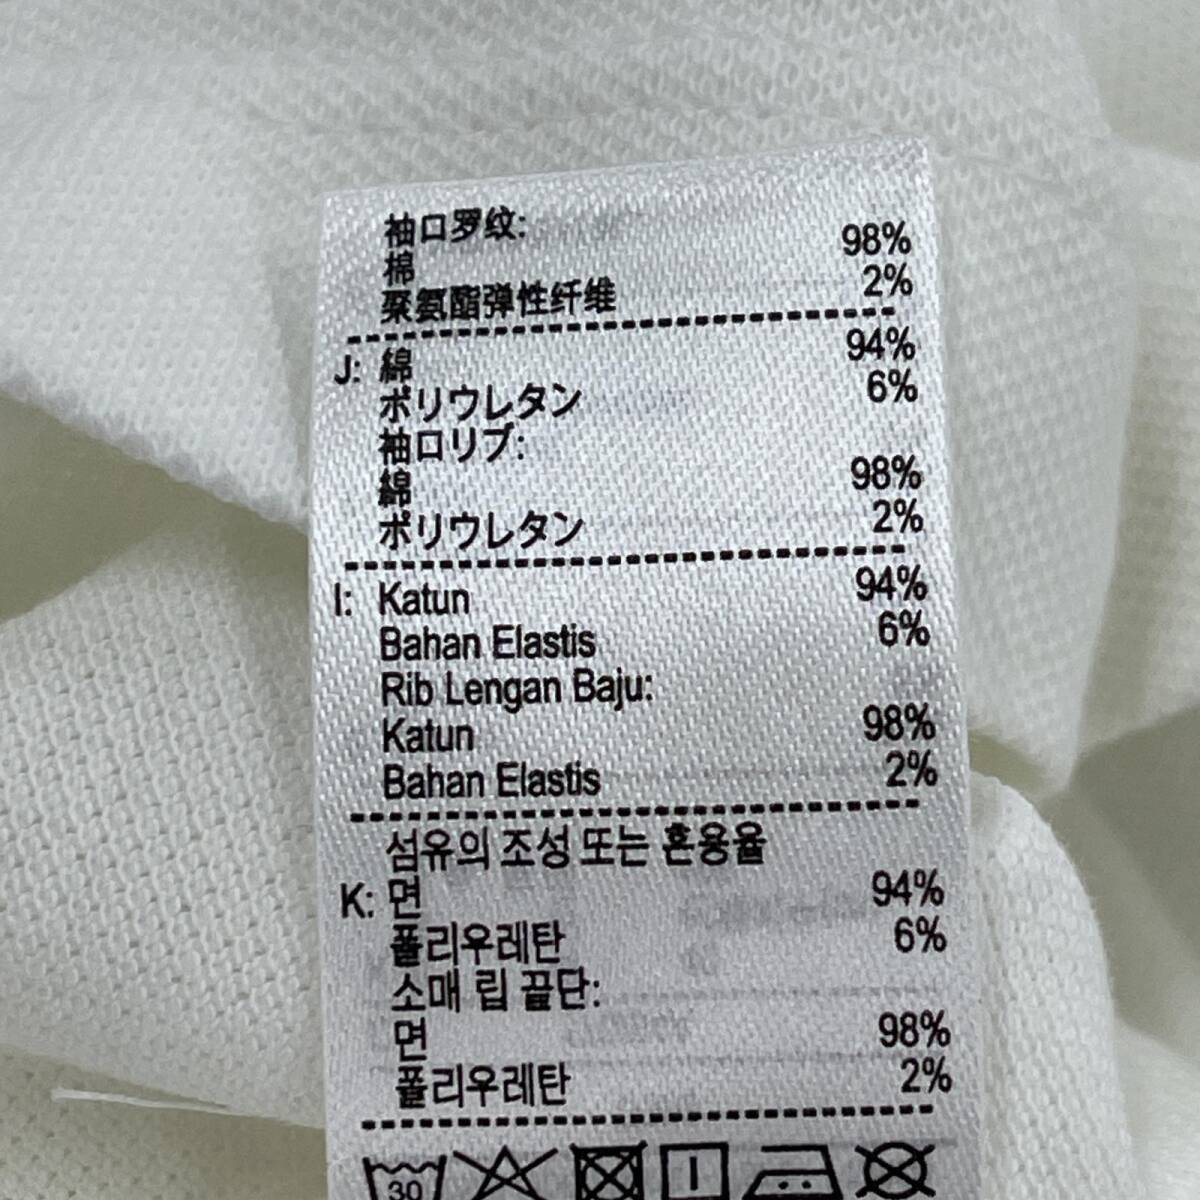 袖口罗纹:
棉 98%
聚氨酯弹性纤维 2%
J: 綿 94%
ポリウレタン 6%
袖口リブ:
綿 98%
ポリウレタン 2%
I: Katun 94%
Bahan Elastis 6%
Rib Lengan Baju:
Katun 98%
Bahan Elastis 2%
섬유의 조성 또는 혼용율
K: 면 94%
폴리우레탄 6%
소매 립 끝단:
면 98%
폴리우레탄 2%
30